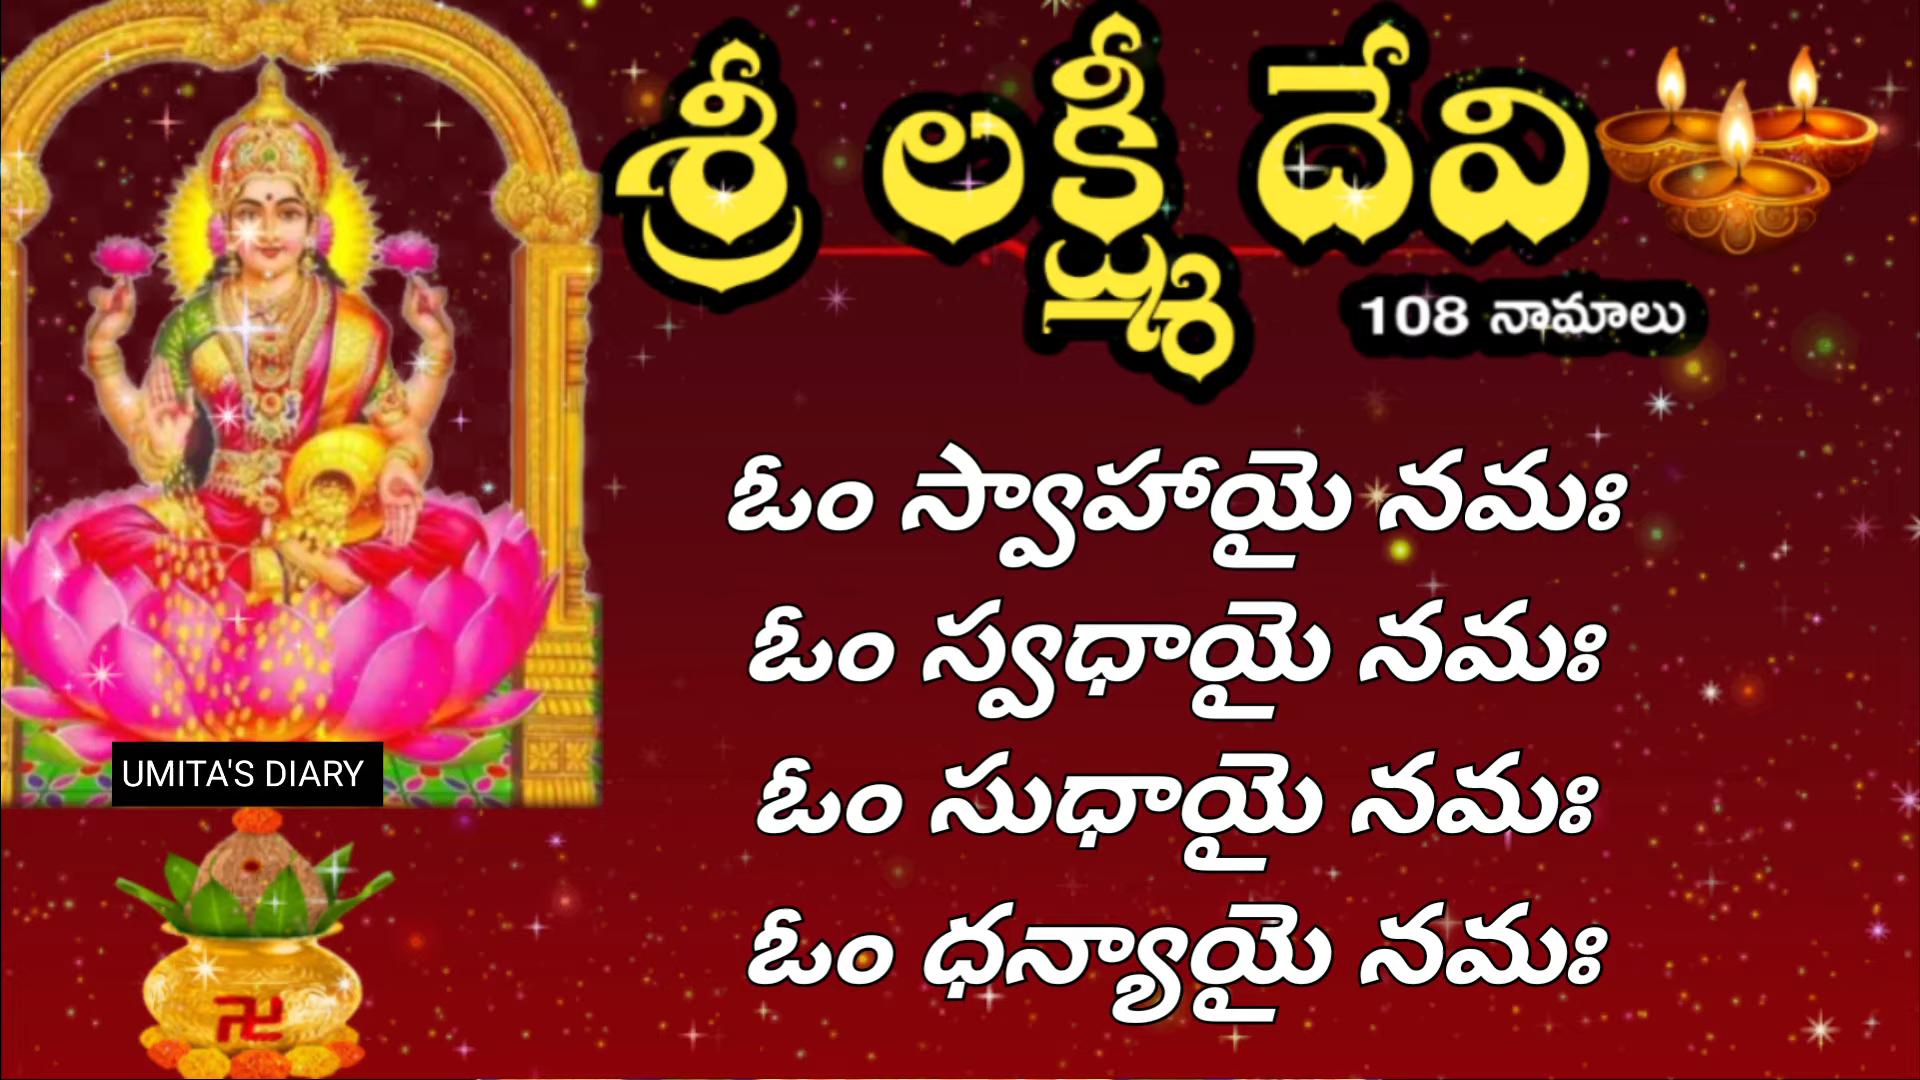 శ్రీ లక్ష్మీ దేవి
108 నామాలు
ఓం స్వాహాయై నమః
ఓం స్వధాయై నమః
ఓం సుధాయై నమః
ఓం ధన్యాయై నమః
UMITA'S DIARY